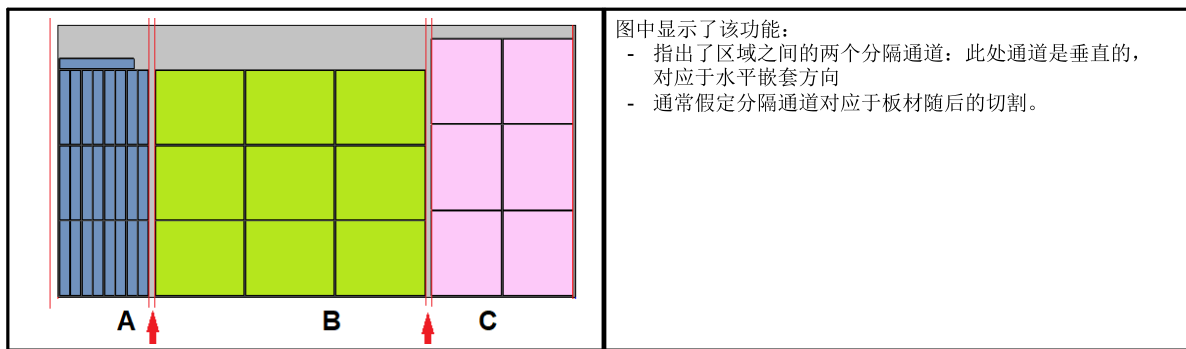 A
B
C
图中显示了该功能：
- 指出了区域之间的两个分隔通道：此处通道是垂直的，
对应于水平嵌套方向
- 通常假定分隔通道对应于板材随后的切割。